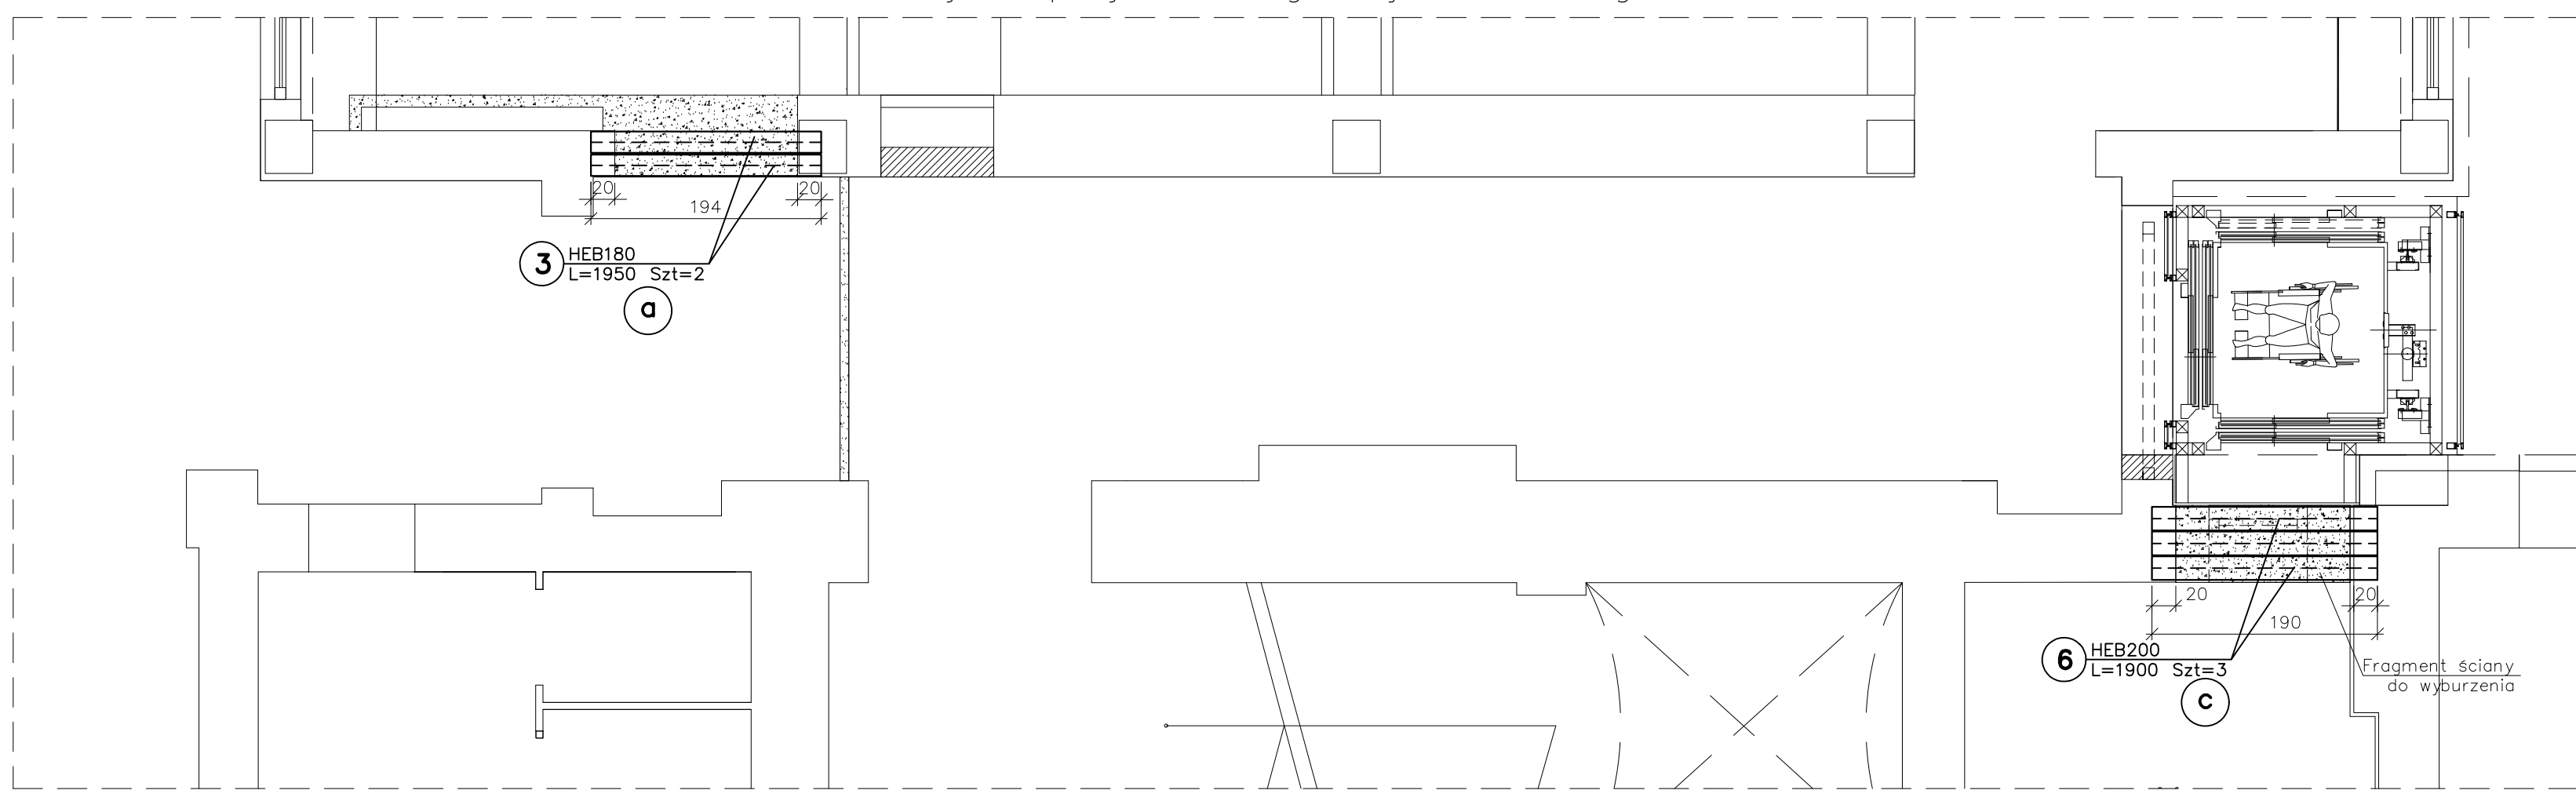 20
20
194
3
HEB180
L=1950 Szt=2
a
20
20
190
6
HEB200
L=1900 Szt=3
c
Fragment ściany
do wyburzenia